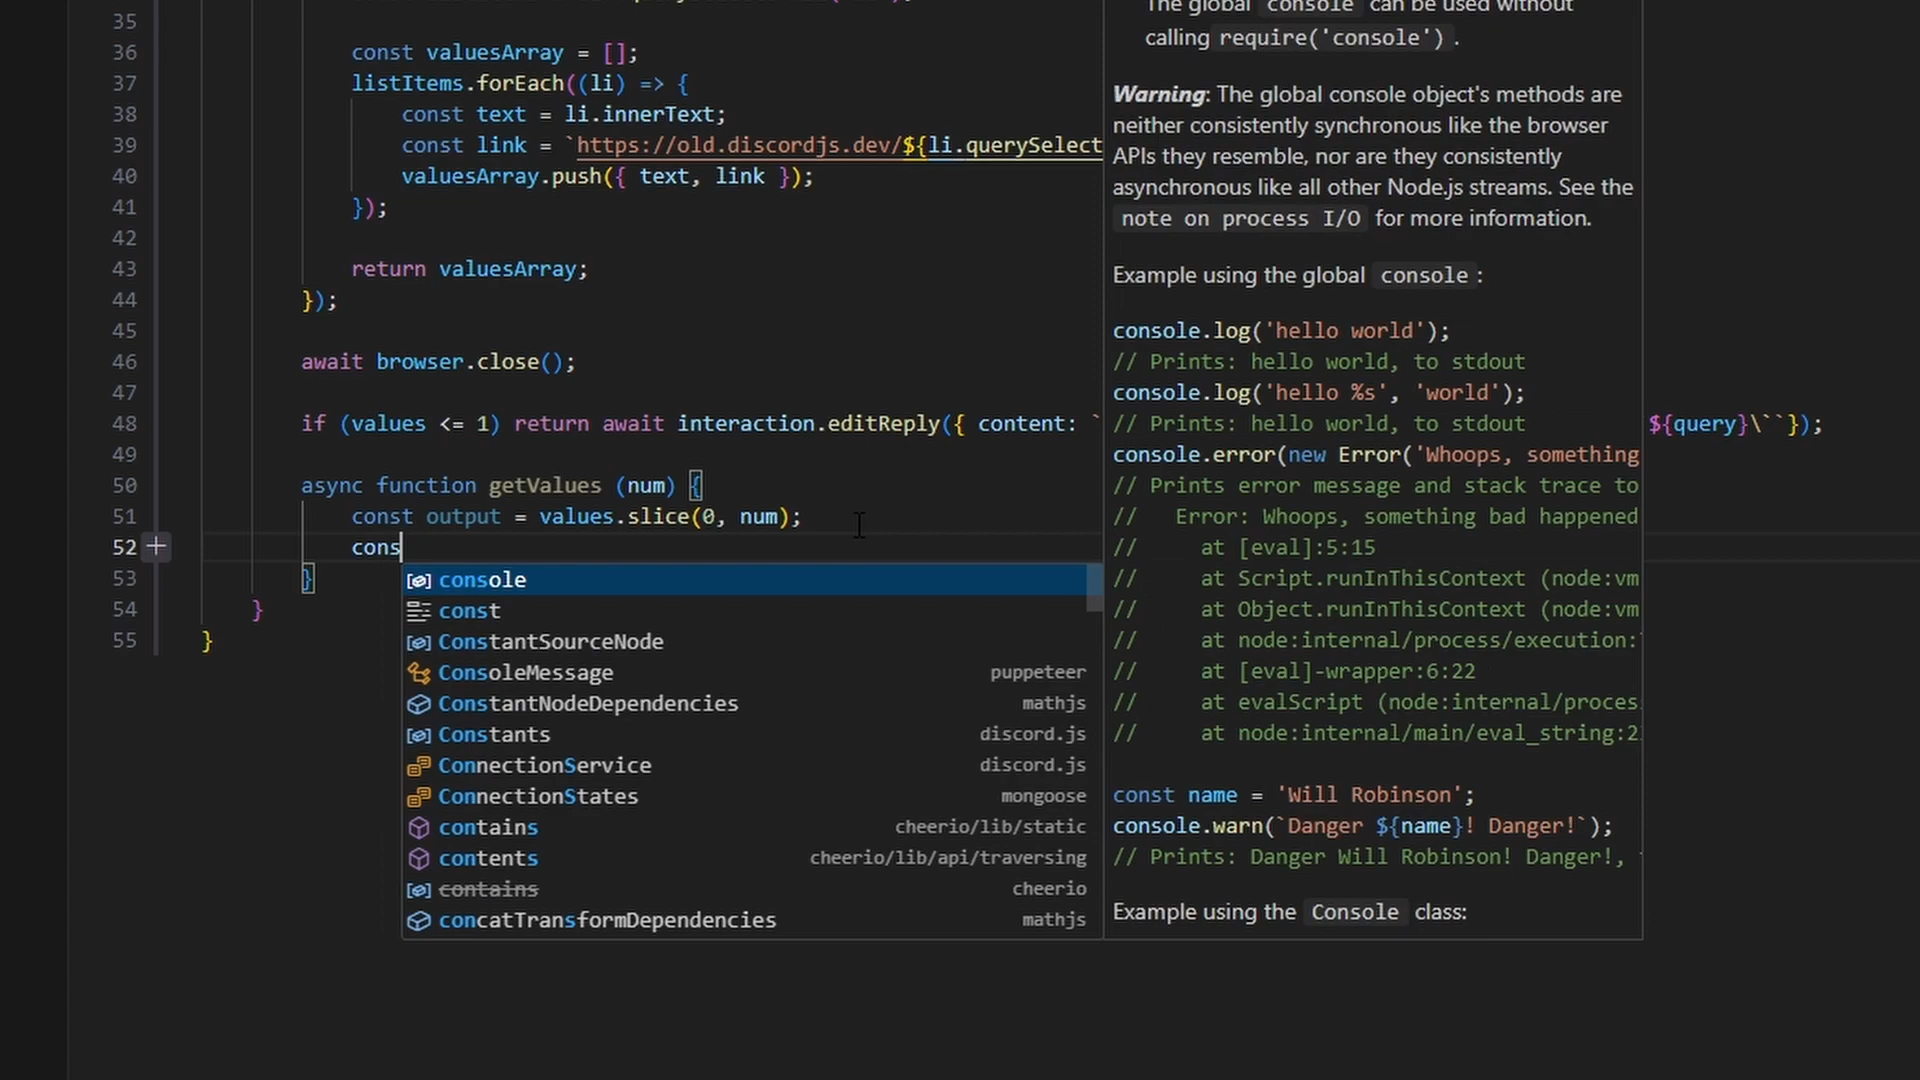 35
36 const valuesArray = [];
37 listItems.forEach((li) => {
38 const text = li.innerText;
39 const link = `https://old.discordjs.dev/${li.querySelect
40 valuesArray.push({ text, link });
41 });
42
43 return valuesArray;
44 });
45
46 await browser.close();
47
48 if (values <= 1) return await interaction.editReply({ content: ` ${query}\``});
49
50 async function getValues (num) {
51 const output = values.slice(0, num);
52 cons
53 }
54 }
55 }
console
const
ConstantSourceNode
ConsoleMessage puppeteer
ConstantNodeDependencies mathjs
Constants discord.js
ConnectionService discord.js
ConnectionStates mongoose
contains cheerio/lib/static
contents cheerio/lib/api/traversing
contains cheerio
concatTransformDependencies mathjs
The global console can be used without
calling require('console').
Warning: The global console object's methods are
neither consistently synchronous like the browser
APIs they resemble, nor are they consistently
asynchronous like all other Node.js streams. See the
note on process I/O for more information.
Example using the global console:
console.log('hello world');
// Prints: hello world, to stdout
console.log('hello %s', 'world');
// Prints: hello world, to stdout
console.error(new Error('Whoops, something
// Prints error message and stack trace to
// Error: Whoops, something bad happened
// at [eval]:5:15
// at Script.runInThisContext (node:vm
// at Object.runInThisContext (node:vm
// at node:internal/process/execution:
// at [eval]-wrapper:6:22
// at evalScript (node:internal/proces
// at node:internal/main/eval_string:2
const name = 'Will Robinson';
console.warn(`Danger ${name}! Danger!`);
// Prints: Danger Will Robinson! Danger!,
Example using the Console class: